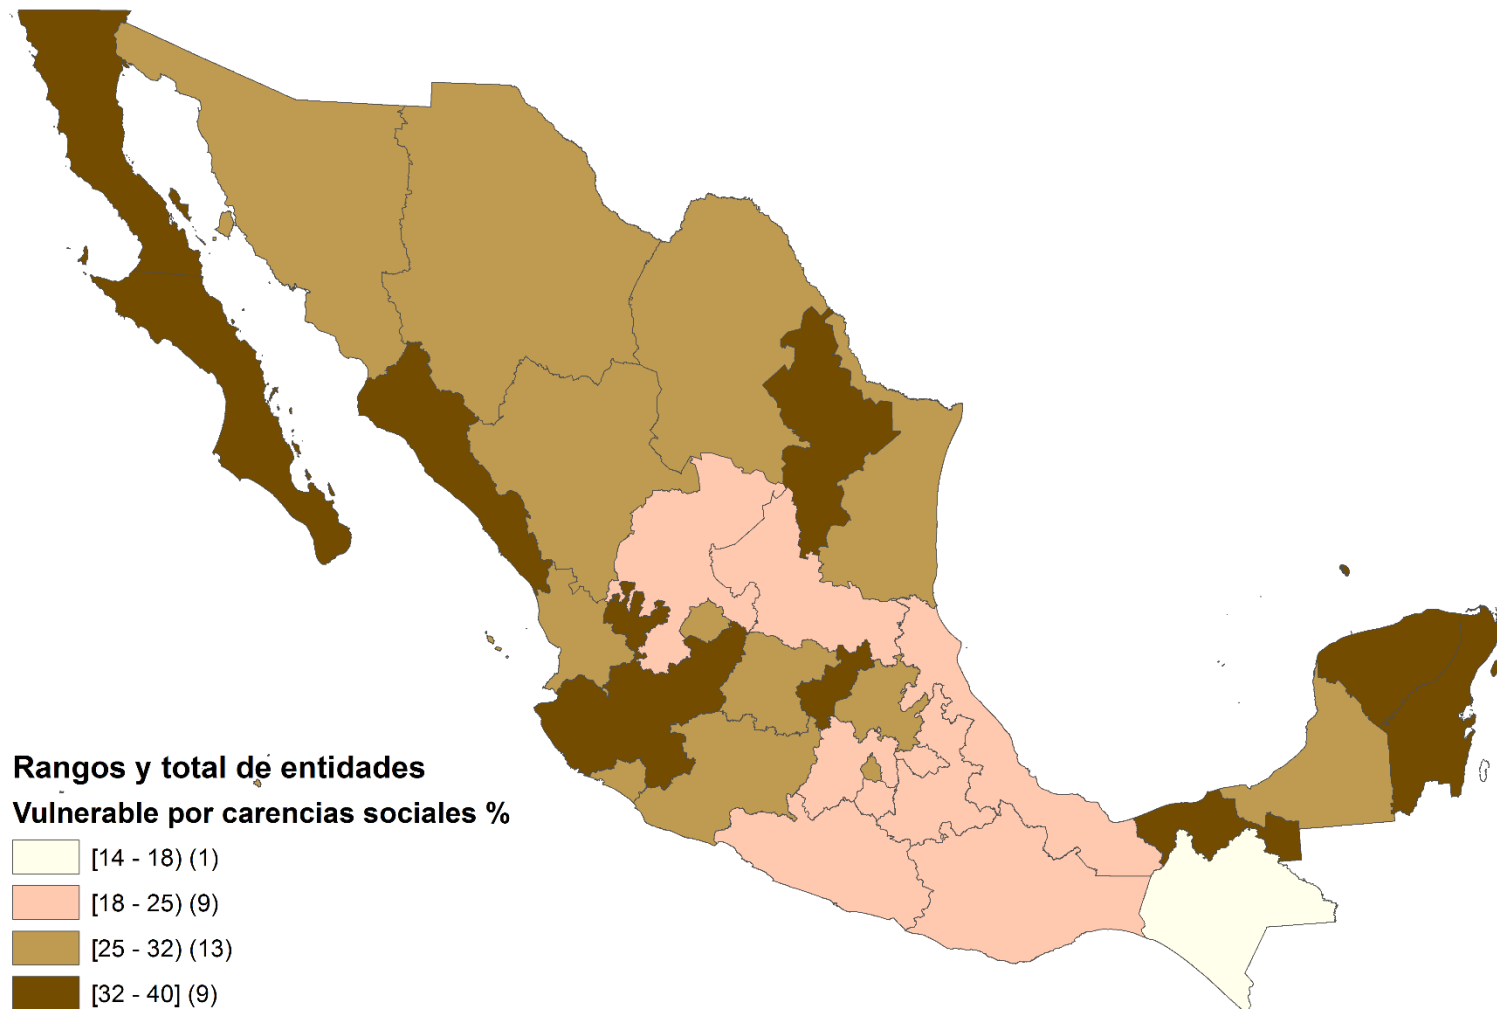 Rangos y total de entidades
Vulnerable por carencias sociales %
[14 - 18) (1)
[18 - 25) (9)
[25 - 32) (13)
[32 - 40] (9)